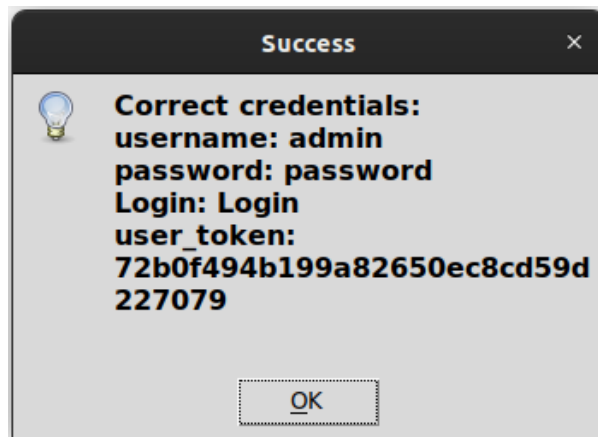 Success
Correct credentials:
username: admin
password: password
Login: Login
user_token:
72b0f494b199a82650ec8cd59d
227079
OK